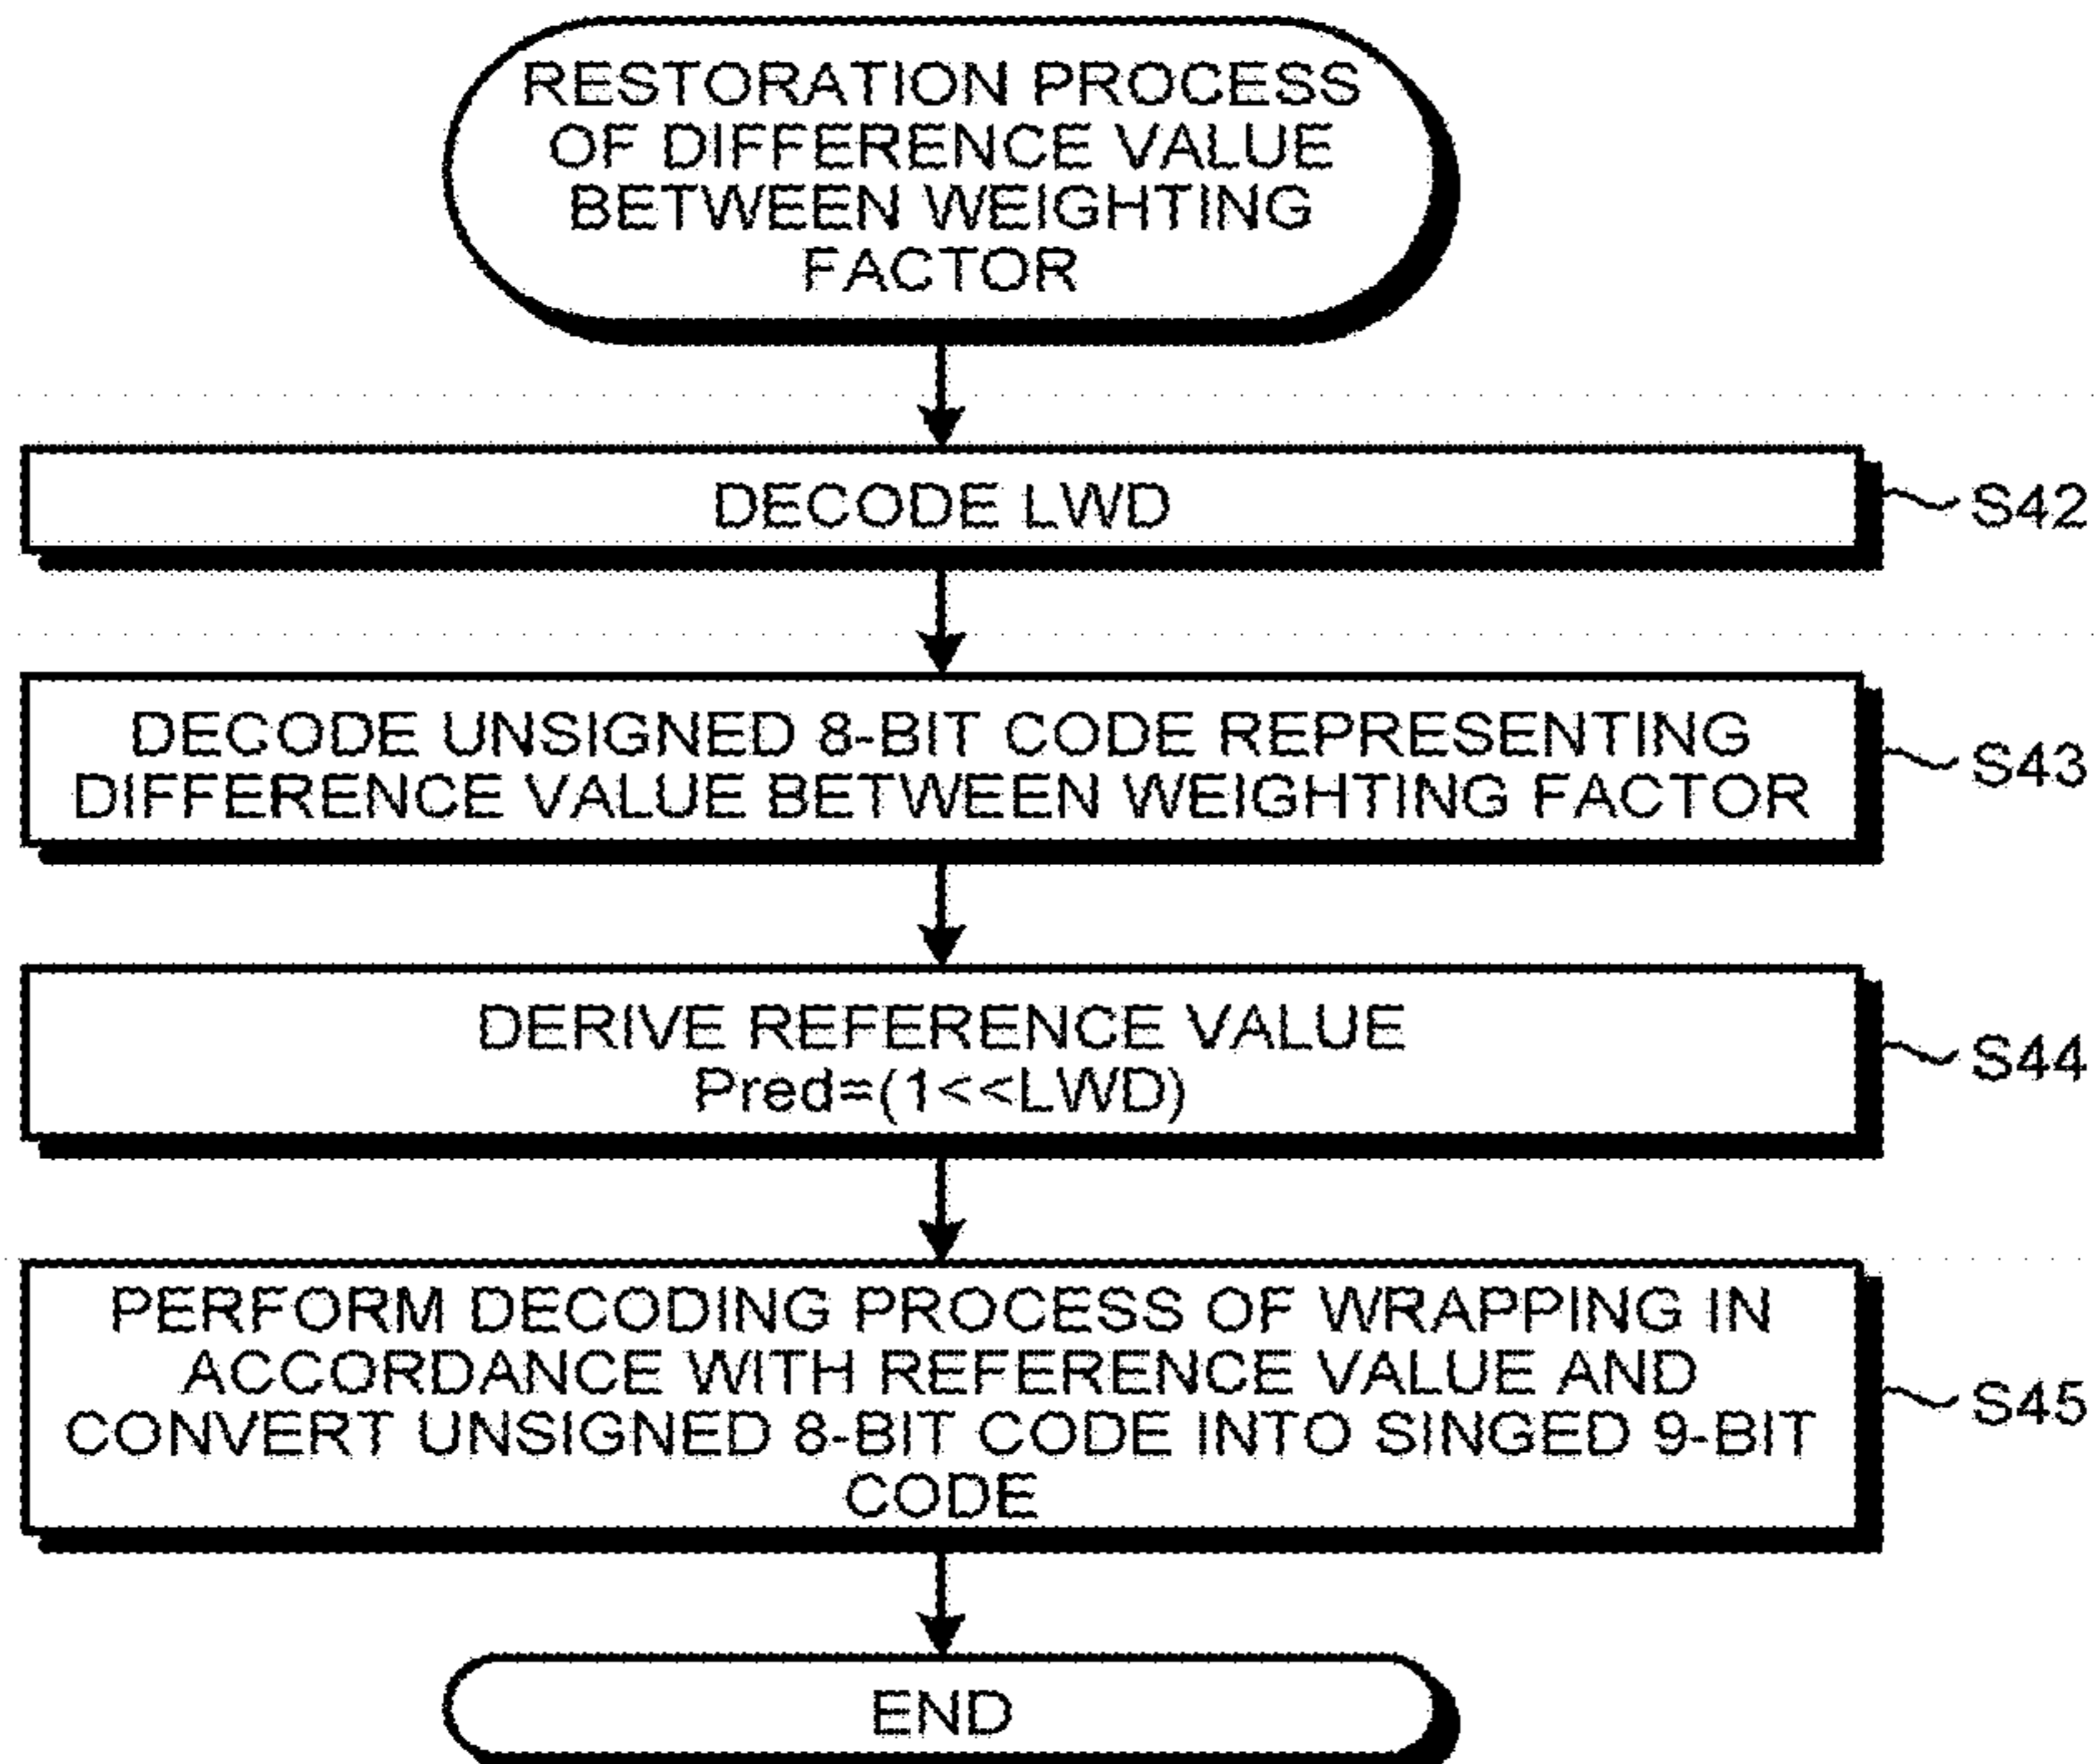 RESTORATION PROCESS
OF DIFFERENCE VALUE
BETWEEN WEIGHTING
FACTOR
DECODE LWD
S42
DECODE UNSIGNED 8-BIT CODE REPRESENTING
DIFFERENCE VALUE BETWEEN WEIGHTING FACTOR
S43
DERIVE REFERENCE VALUE
Pred=(1<<LWD)
S44
PERFORM DECODING PROCESS OF WRAPPING IN
ACCORDANCE WITH REFERENCE VALUE AND
CONVERT UNSIGNED 8-BIT CODE INTO SINGED 9-BIT
CODE
S45
END